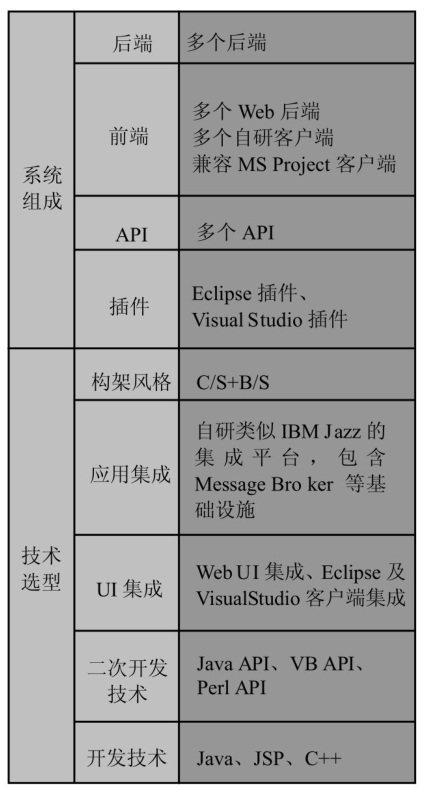 系统
组成
后端
多个后端
前端
多个 Web 后端
多个自研客户端
兼容 MS Project 客户端
API
多个 API
插件
Eclipse 插件、
Visual Studio 插件
技术
选型
构架风格
C/S+B/S
应用集成
自研类似 IBM Jazz 的
集成平台，包含
Message Bro ker 等基
础设施
UI 集成
Web UI 集成、Eclipse 及
VisualStudio 客户端集成
二次开发
技术
Java API、VB API、
Perl API
开发技术
Java、JSP、C++